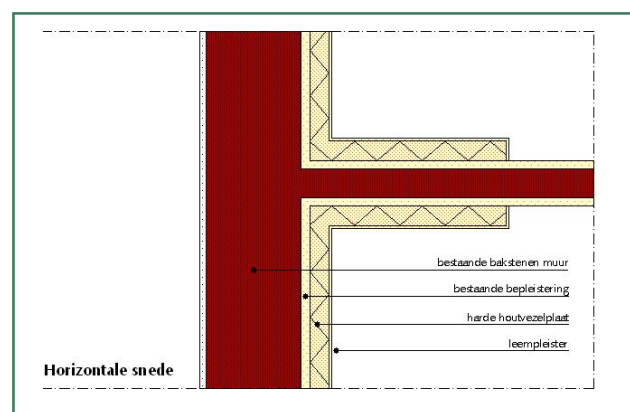 bestaande bakstenen muur
bestaande bepleistering
harde houtvezelplaat
leempleister
Horizontale snede